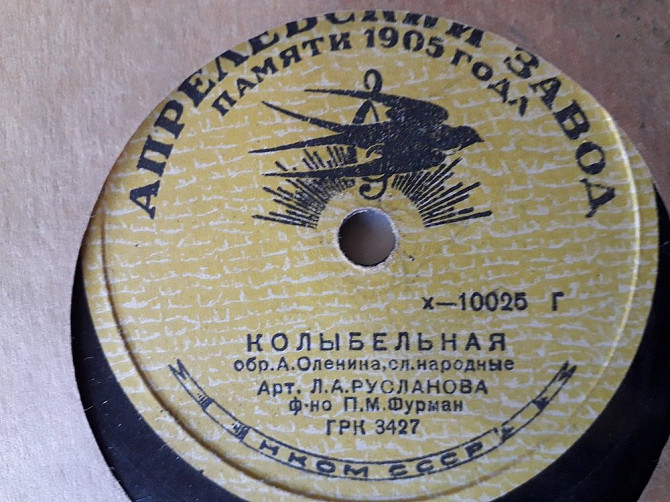 АПРЕЛЕВСКИЙ ЗАВОД
ПАМЯТИ 1905 ГОДА
х-10025 Г
КОЛЫБЕЛЬНАЯ
обр.А.Оленина,сл.народные
Арт. Л.А.РУСЛАНОВА
ф-но П.М.Фурман
ГРК 3427
НКОМ СССР